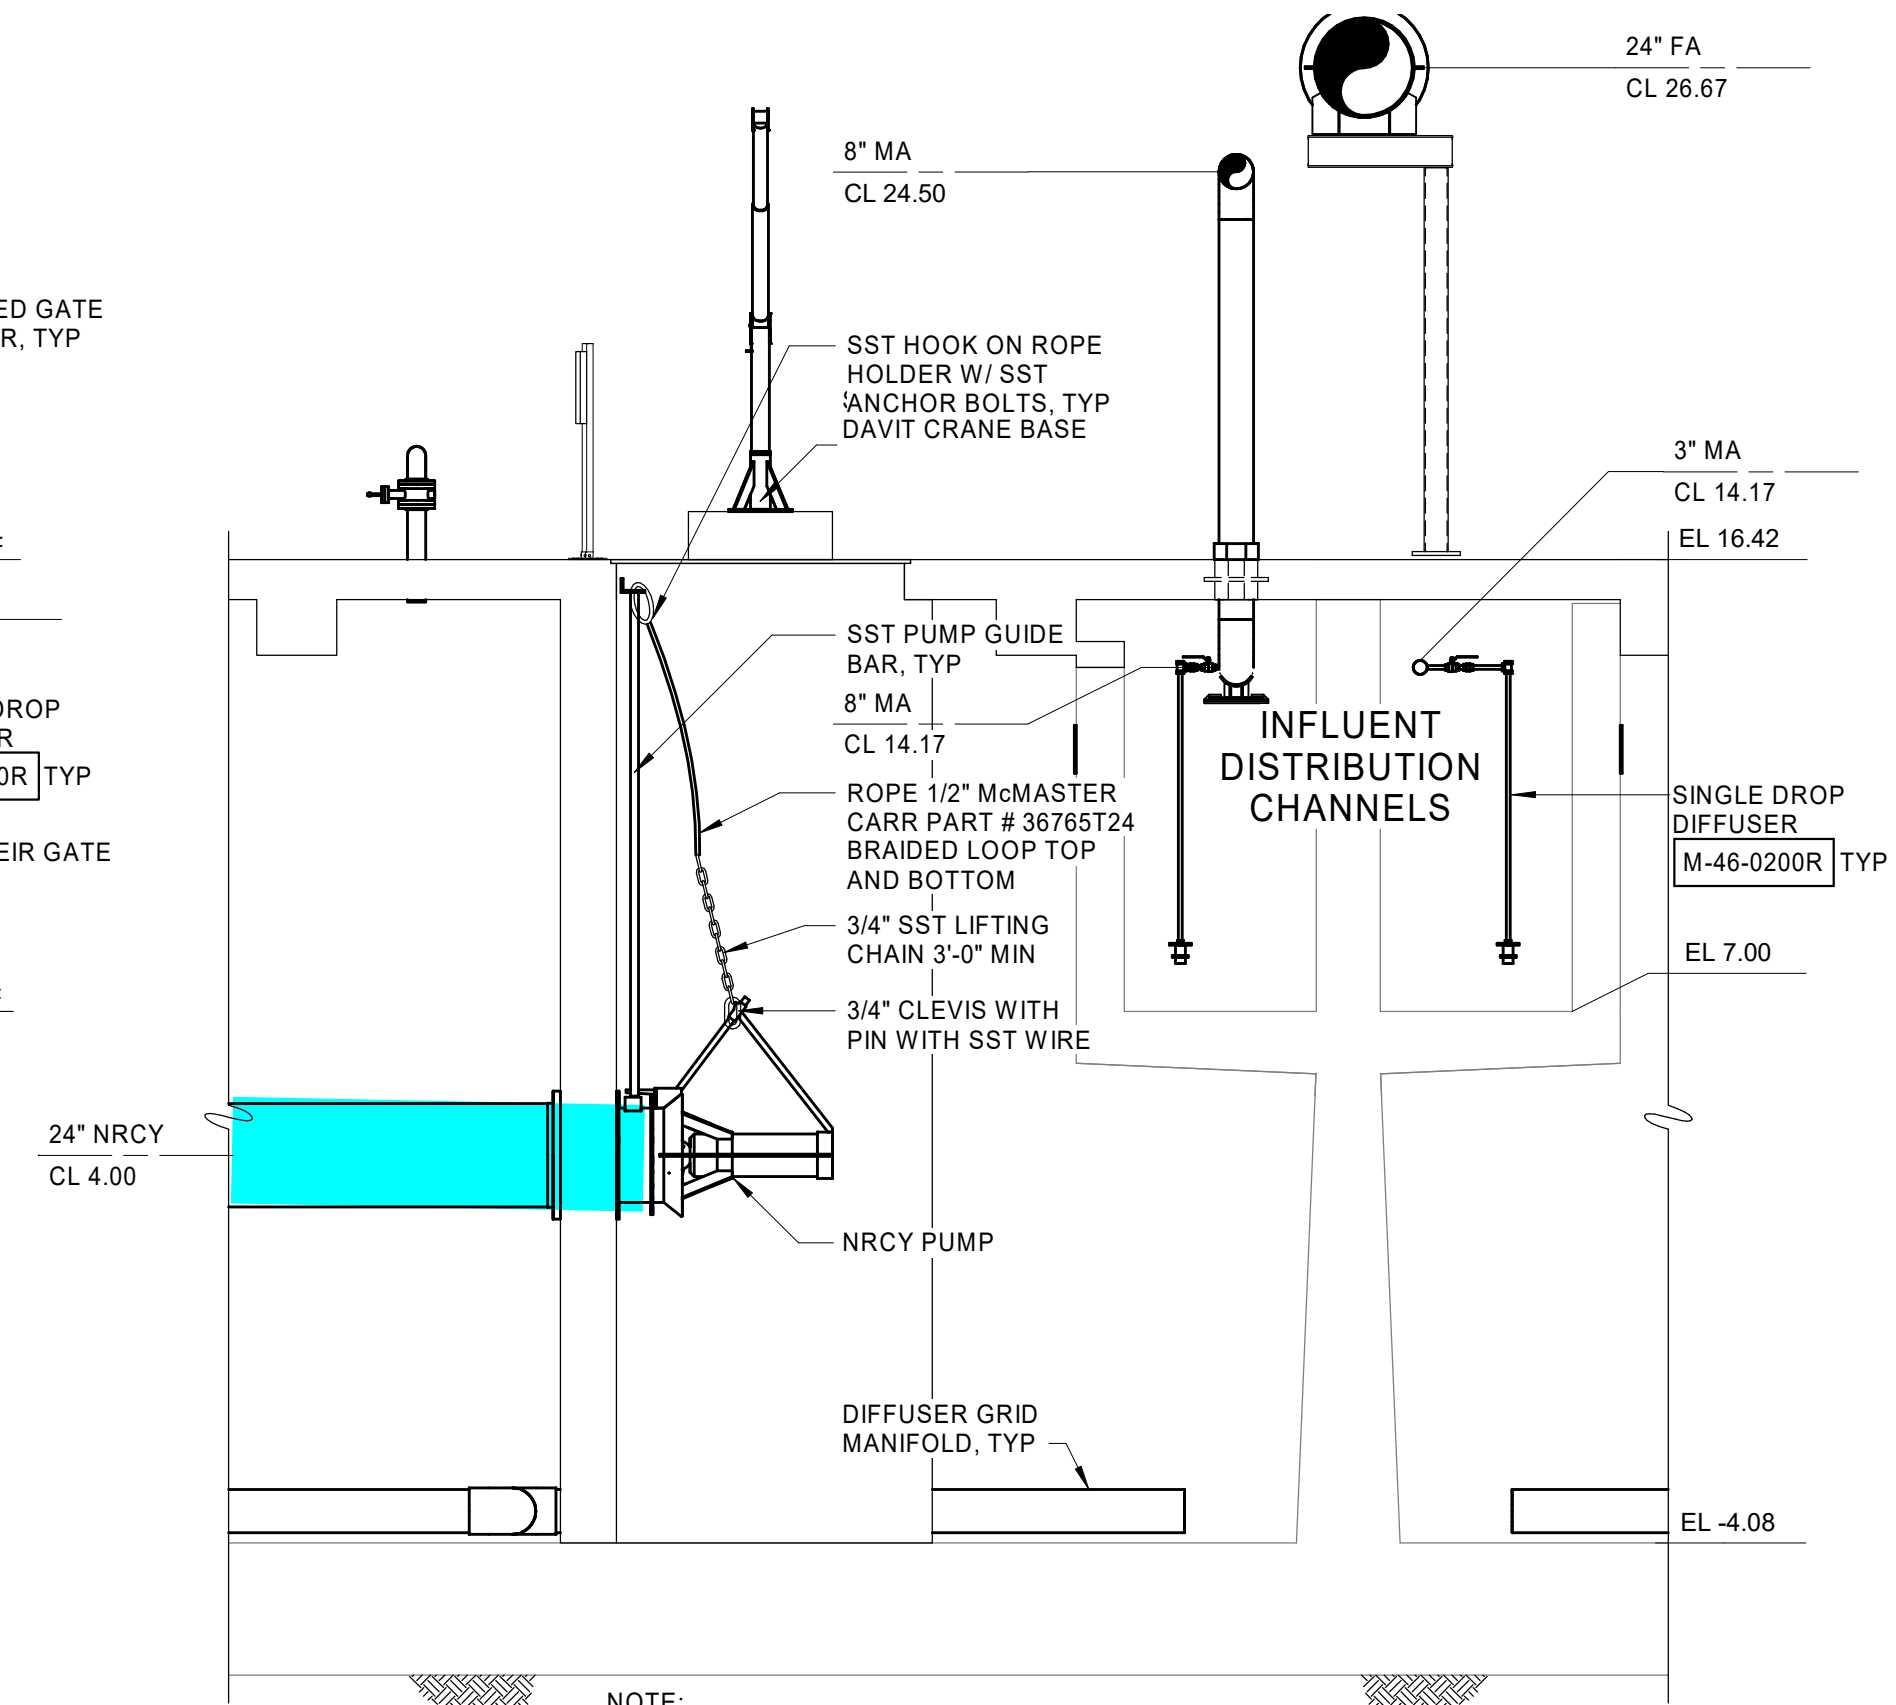 24" FA
CL 26.67
8" MA
CL 24.50
ED GATE
R, TYP
SST HOOK ON ROPE
HOLDER W/ SST
ANCHOR BOLTS, TYP
DAVIT CRANE BASE
3" MA
CL 14.17
EL 16.42
SST PUMP GUIDE
BAR, TYP
8" MA
CL 14.17
DROP
R
0R TYP
EIR GATE
INFLUENT
DISTRIBUTION
CHANNELS
ROPE 1/2" McMASTER
CARR PART # 36765T24
BRAIDED LOOP TOP
AND BOTTOM
SINGLE DROP
DIFFUSER
M-46-0200R TYP
3/4" SST LIFTING
CHAIN 3'-0" MIN
EL 7.00
3/4" CLEVIS WITH
PIN WITH SST WIRE
24" NRCY
CL 4.00
NRCY PUMP
DIFFUSER GRID
MANIFOLD, TYP
EL -4.08
NOTE: